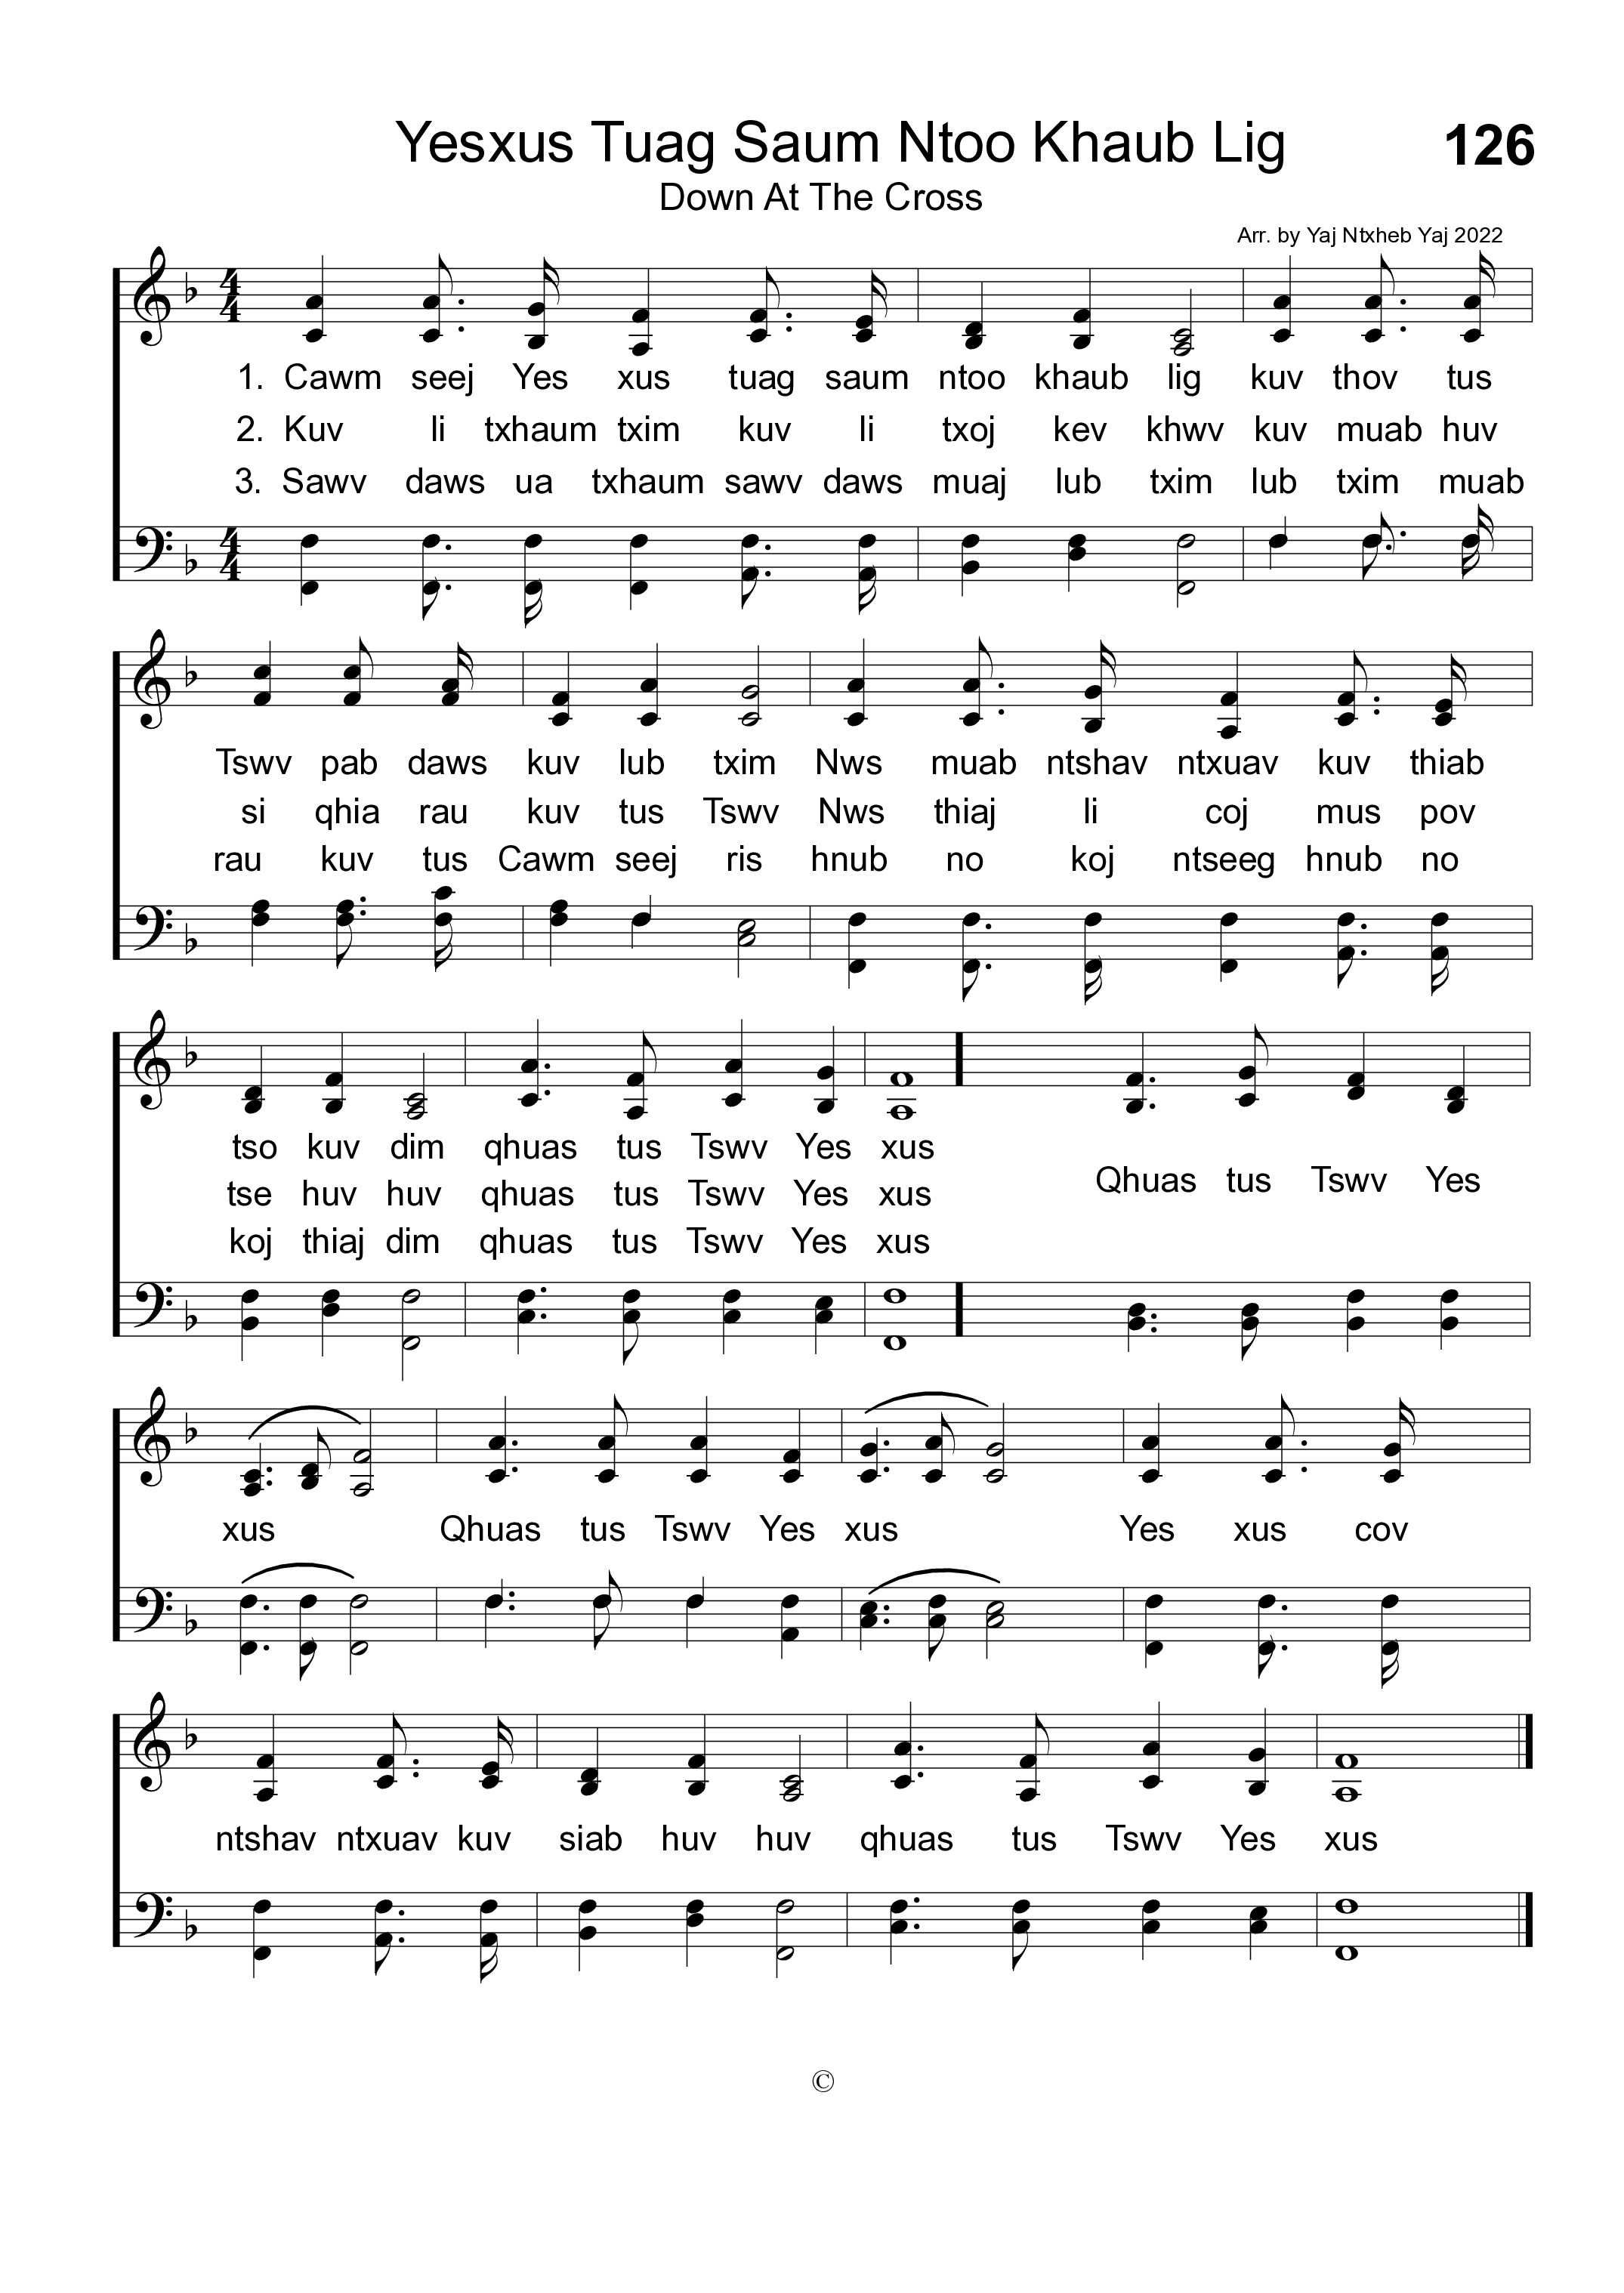 Yesxus Tuag Saum Ntoo Khaub Lig 126
Down At The Cross
Arr. by Yaj Ntxheb Yaj 2022
1. Cawm seej Yes xus tuag saum ntoo khaub lig kuv thov tus
2. Kuv li txhaum txim kuv li txoj kev khwv kuv muab huv
3. Sawv daws ua txhaum sawv daws muaj lub txim lub txim muab
Tswv pab daws kuv lub txim Nws muab ntshav ntxuav kuv thiab
si qhia rau kuv tus Tswv Nws thiaj li coj mus pov
rau kuv tus Cawm seej ris hnub no koj ntseeg hnub no
tso kuv dim qhuas tus Tswv Yes xus
tse huv huv qhuas tus Tswv Yes xus
koj thiaj dim qhuas tus Tswv Yes xus
Qhuas tus Tswv Yes
xus Qhuas tus Tswv Yes xus Yes xus cov
ntshav ntxuav kuv siab huv huv qhuas tus Tswv Yes xus
©